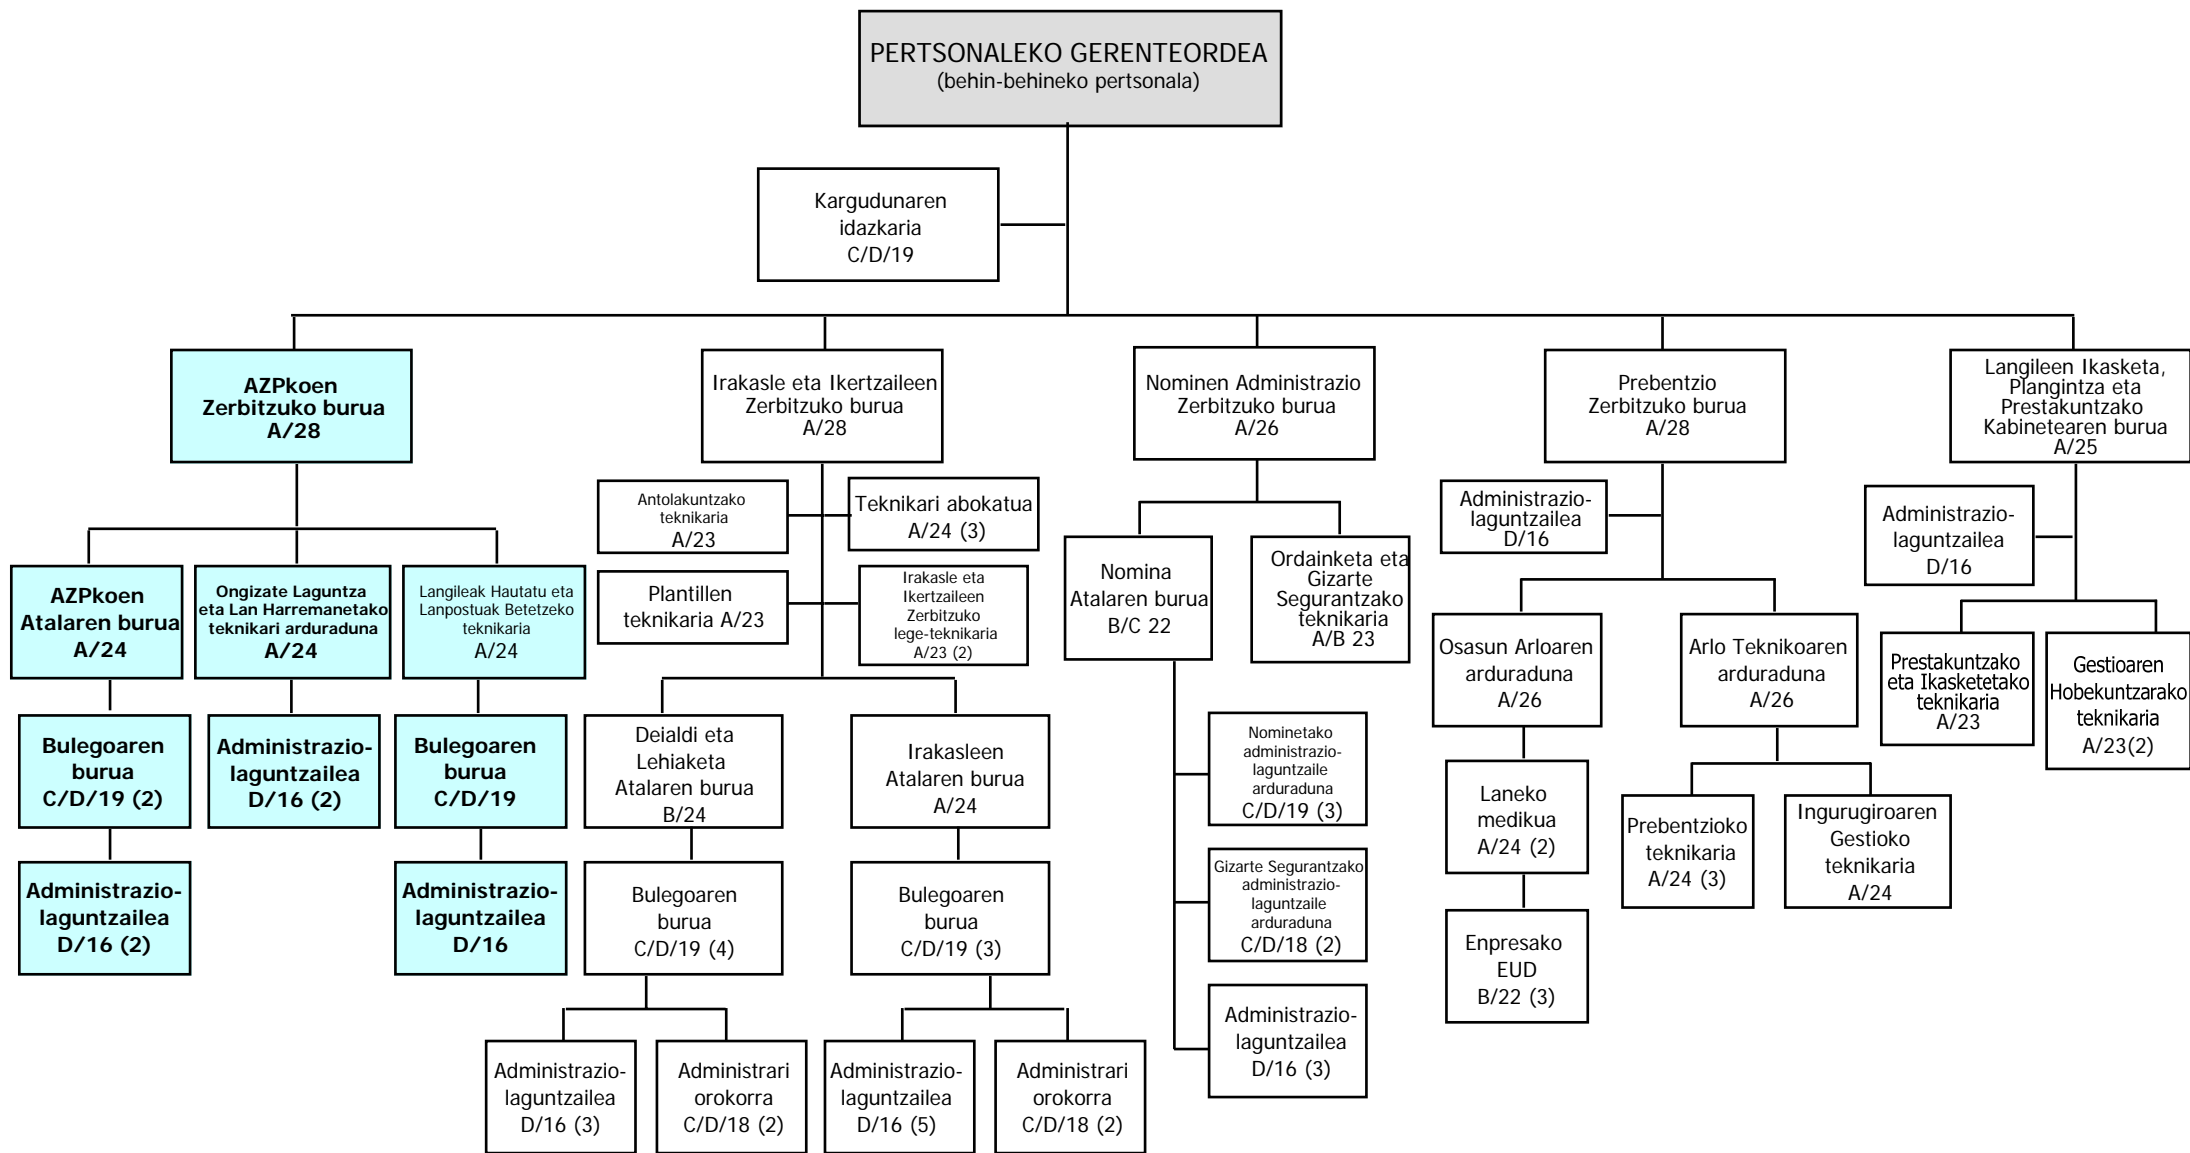 PERTSONALEKO GERENTEORDEA
(behin-behineko pertsonala)
Kargudunaren
idazkaria
C/D/19
AZPkoen
Zerbitzuko burua
A/28
Irakasle eta Ikertzaileen
Zerbitzuko burua
A/28
Nominen Administrazio
Zerbitzuko burua
A/26
Prebentzio
Zerbitzuko burua
A/28
Langileen Ikasketa,
Plangintza eta
Prestakuntzako
Kabinetearen burua
A/25
Antolakuntzako
teknikaria
A/23
Teknikari abokatua
A/24 (3)
Administrazio-
laguntzailea
D/16
Administrazio-
laguntzailea
D/16
AZPkoen
Atalaren burua
A/24
Ongizate Laguntza
eta Lan Harremanetako
teknikari arduraduna
A/24
Langileak Hautatu eta
Lanpostuak Betetzeko
teknikaria
A/24
Plantillen
teknikaria A/23
Irakasle eta
Ikertzaileen
Zerbitzuko
lege-teknikaria
A/23 (2)
Nomina
Atalaren burua
B/C 22
Ordainketa eta
Gizarte
Segurantzako
teknikaria
A/B 23
Osasun Arloaren
arduraduna
A/26
Arlo Teknikoaren
arduraduna
A/26
Prestakuntzako
eta Ikasketetako
teknikaria
A/23
Gestioaren
Hobekuntzarako
teknikaria
A/23(2)
Bulegoaren
burua
C/D/19 (2)
Administrazio-
laguntzailea
D/16 (2)
Bulegoaren
burua
C/D/19
Deialdi eta
Lehiaketa
Atalaren burua
B/24
Irakasleen
Atalaren burua
A/24
Nominetako
administrazio-
laguntzaile
arduraduna
C/D/19 (3)
Laneko
medikua
A/24 (2)
Prebentzioko
teknikaria
A/24 (3)
Ingurugiroaren
Gestioko
teknikaria
A/24
Administrazio-
laguntzailea
D/16 (2)
Administrazio-
laguntzailea
D/16
Bulegoaren
burua
C/D/19 (4)
Bulegoaren
burua
C/D/19 (3)
Gizarte Segurantzako
administrazio-
laguntzaile
arduraduna
C/D/18 (2)
Enpresako
EUD
B/22 (3)
Administrazio-
laguntzailea
D/16 (3)
Administrazio-
laguntzailea
D/16 (3)
Administrari
orokorra
C/D/18 (2)
Administrazio-
laguntzailea
D/16 (5)
Administrari
orokorra
C/D/18 (2)